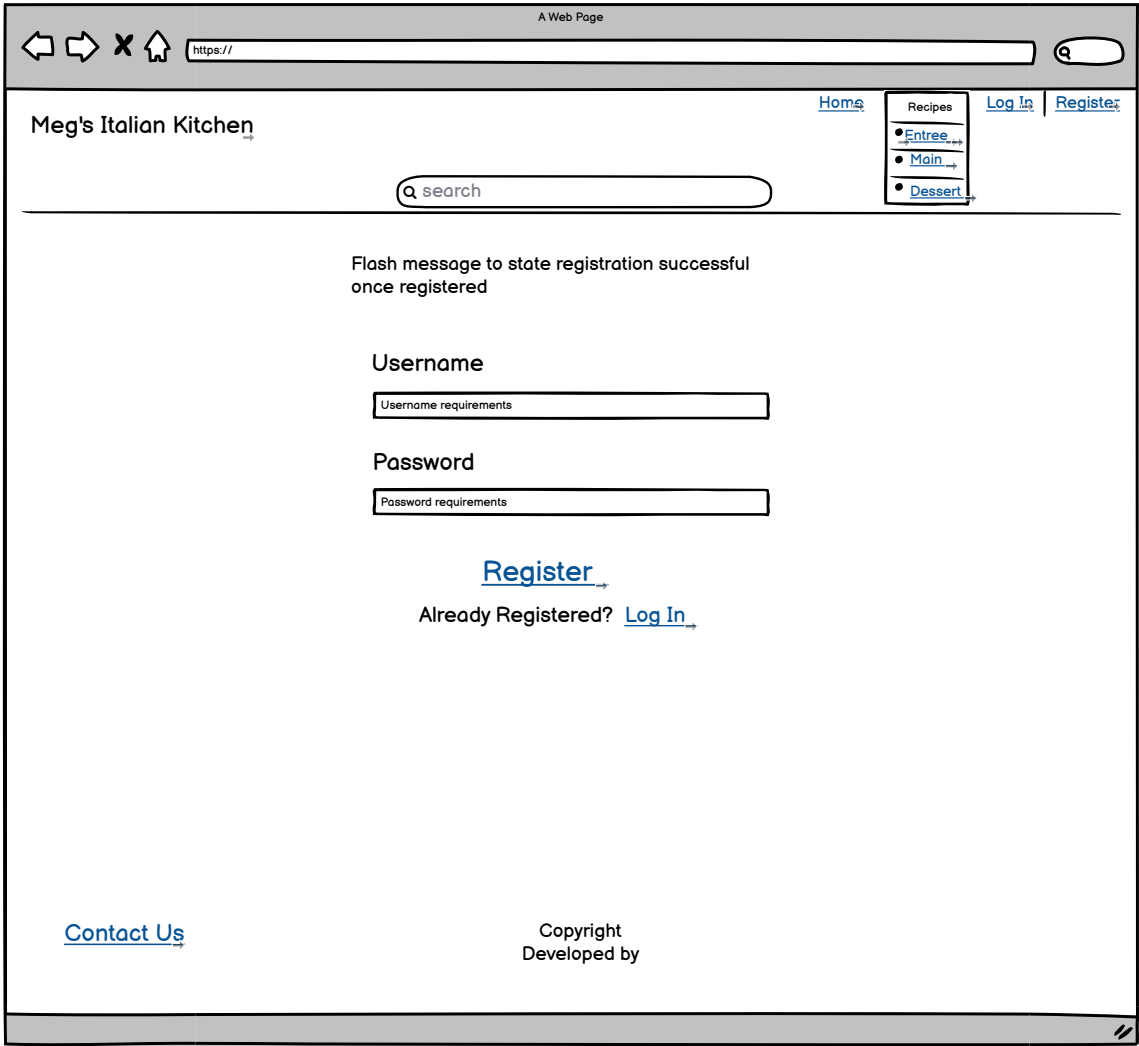 A Web Page
https://
Home
Recipes
Log In
Register
Meg's Italian Kitchen
Entree
Main
Dessert
search
Flash message to state registration successful
once registered
Username
Username requirements
Password
Password requirements
Register
Already Registered? Log In
Contact Us
Copyright
Developed by